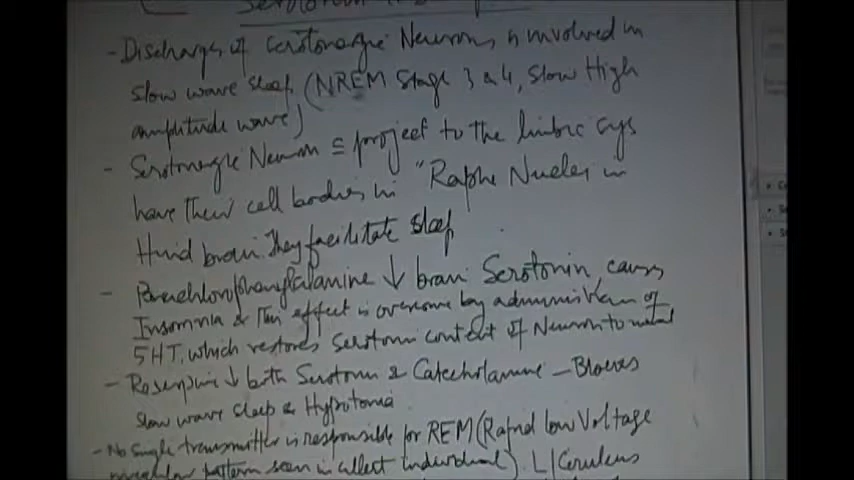 - Discharge of Serotonergic Neurons is involved in
slow wave sleep (NREM Stage 3 & 4, slow High
amplitude wave)
- Serotonergic Neuron project to the limbic sys
have their cell bodies in "Raphe Nuclei in
Hind brain. They facilitate sleep
- Parachlorophenylalanine ↓ brain Serotonin, causes
Insomnia & This effect is overcome by administration of
5HT, which restores Serotonin content of Neuron to normal
- Reserpine ↓ both Serotonin & Catecholamine - Blocks
slow wave sleep & Hypotonia
- No single transmitter is responsible for REM (Rapid low Voltage
irregular pattern seen in alert individual). L/Ceruleus